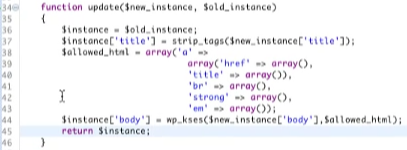 34 function update($new_instance, $old_instance)
35 {
36 $instance = $old_instance;
37 $instance['title'] = strip_tags($new_instance['title']);
38 $allowed_html = array('a' =>
39 array('href' => array(),
40 'title' => array()),
41 'br' => array(),
42 'strong' => array(),
43 'em' => array());
44 $instance['body'] = wp_kses($new_instance['body'],$allowed_html);
45 return $instance;
46 }